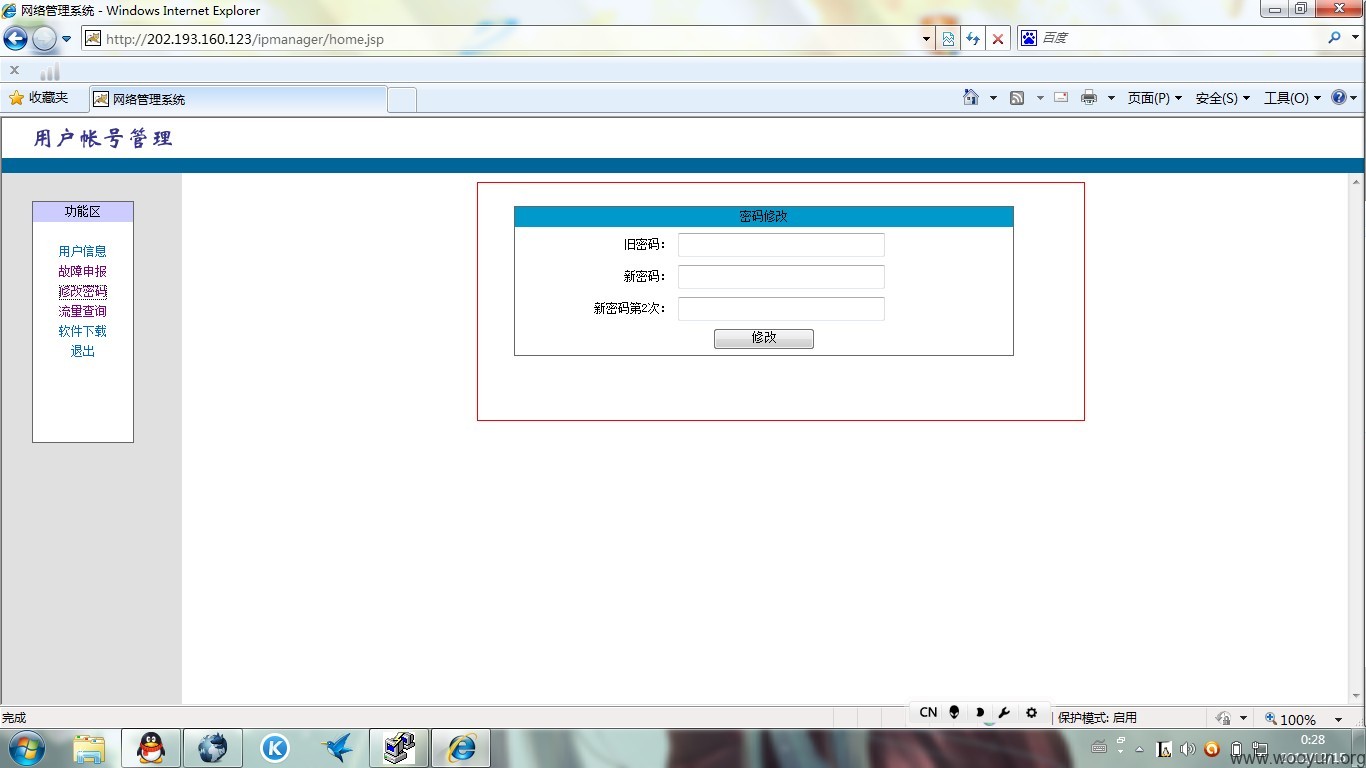 网络管理系统 - Windows Internet Explorer
http://202.193.160.123/ipmanager/home.jsp
百度
收藏夹
网络管理系统
页面(P)
安全(S)
工具(O)
用户帐号管理
功能区
用户信息
故障申报
修改密码
流量查询
软件下载
退出
密码修改
旧密码：
新密码：
新密码第2次：
修改
完成
CN
保护模式: 启用
100%
0:28
www.wooyun.org